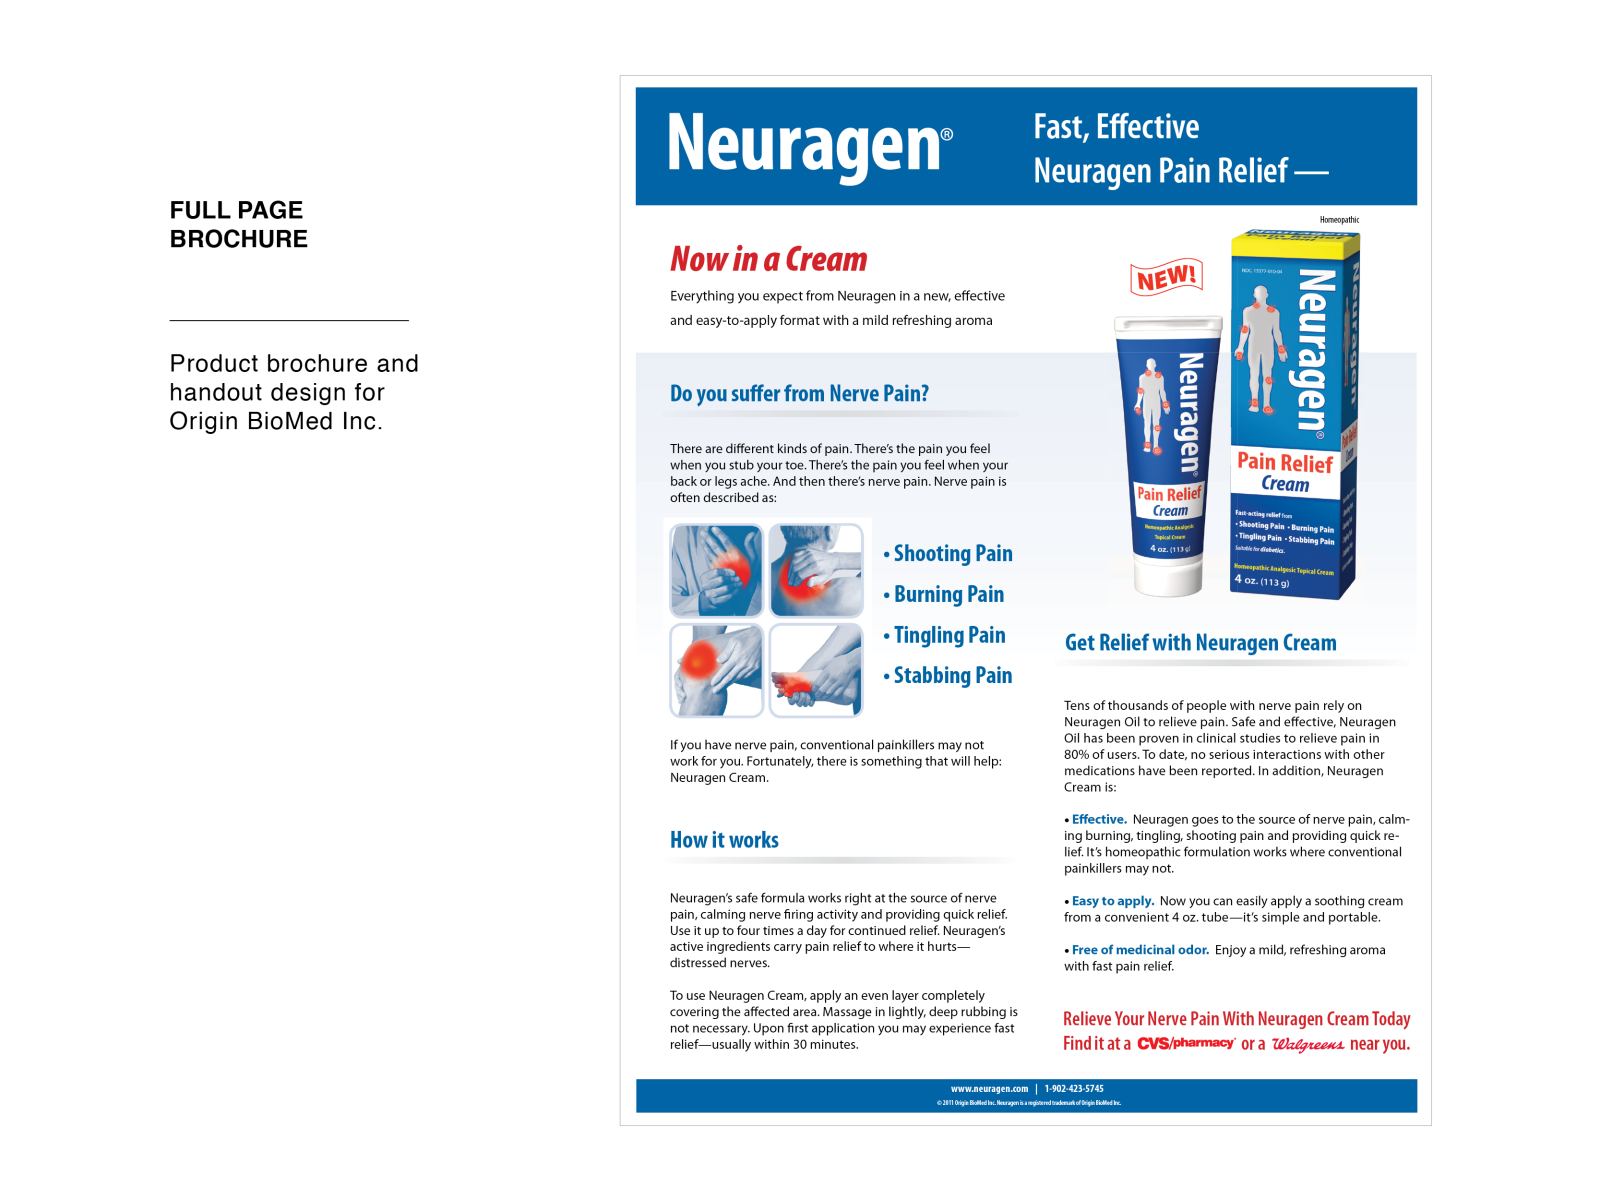 FULL PAGE
BROCHURE
Product brochure and
handout design for
Origin BioMed Inc.
Neuragen®
Fast, Effective
Neuragen Pain Relief —
Now in a Cream
Everything you expect from Neuragen in a new, effective
and easy-to-apply format with a mild refreshing aroma
Do you suffer from Nerve Pain?
There are different kinds of pain. There's the pain you feel
when you stub your toe. There's the pain you feel when your
back or legs ache. And then there's nerve pain. Nerve pain is
often described as:
• Shooting Pain
• Burning Pain
• Tingling Pain
• Stabbing Pain
If you have nerve pain, conventional painkillers may not
work for you. Fortunately, there is something that will help:
Neuragen Cream.
How it works
Neuragen's safe formula works right at the source of nerve
pain, calming nerve firing activity and providing quick relief.
Use it up to four times a day for continued relief. Neuragen's
active ingredients carry pain relief to where it hurts—
distressed nerves.
To use Neuragen Cream, apply an even layer completely
covering the affected area. Massage in lightly, deep rubbing is
not necessary. Upon first application you may experience fast
relief—usually within 30 minutes.
Homeopathic
NEW!
Neuragen®
Pain Relief
Cream
Homeopathic Analgesic
Topical Cream
4 oz. (113 g)
Pain Relief
Cream
Neuragen®
Pain Relief
Cream
Fast-acting relief from
• Shooting Pain • Burning Pain
• Tingling Pain • Stabbing Pain
Suitable for diabetics.
Homeopathic Analgesic Topical Cream
4 oz. (113 g)
Neuragen
Pain Relief
Cream
Get Relief with Neuragen Cream
Tens of thousands of people with nerve pain rely on
Neuragen Oil to relieve pain. Safe and effective, Neuragen
Oil has been proven in clinical studies to relieve pain in
80% of users. To date, no serious interactions with other
medications have been reported. In addition, Neuragen
Cream is:
• Effective. Neuragen goes to the source of nerve pain, calm-
ing burning, tingling, shooting pain and providing quick re-
lief. It's homeopathic formulation works where conventional
painkillers may not.
• Easy to apply. Now you can easily apply a soothing cream
from a convenient 4 oz. tube—it's simple and portable.
• Free of medicinal odor. Enjoy a mild, refreshing aroma
with fast pain relief.
Relieve Your Nerve Pain With Neuragen Cream Today
Find it at a CVS/pharmacy or a Walgreens near you.
www.neuragen.com | 1-902-423-5745
© 2011 Origin BioMed Inc. Neuragen is a registered trademark of Origin BioMed Inc.